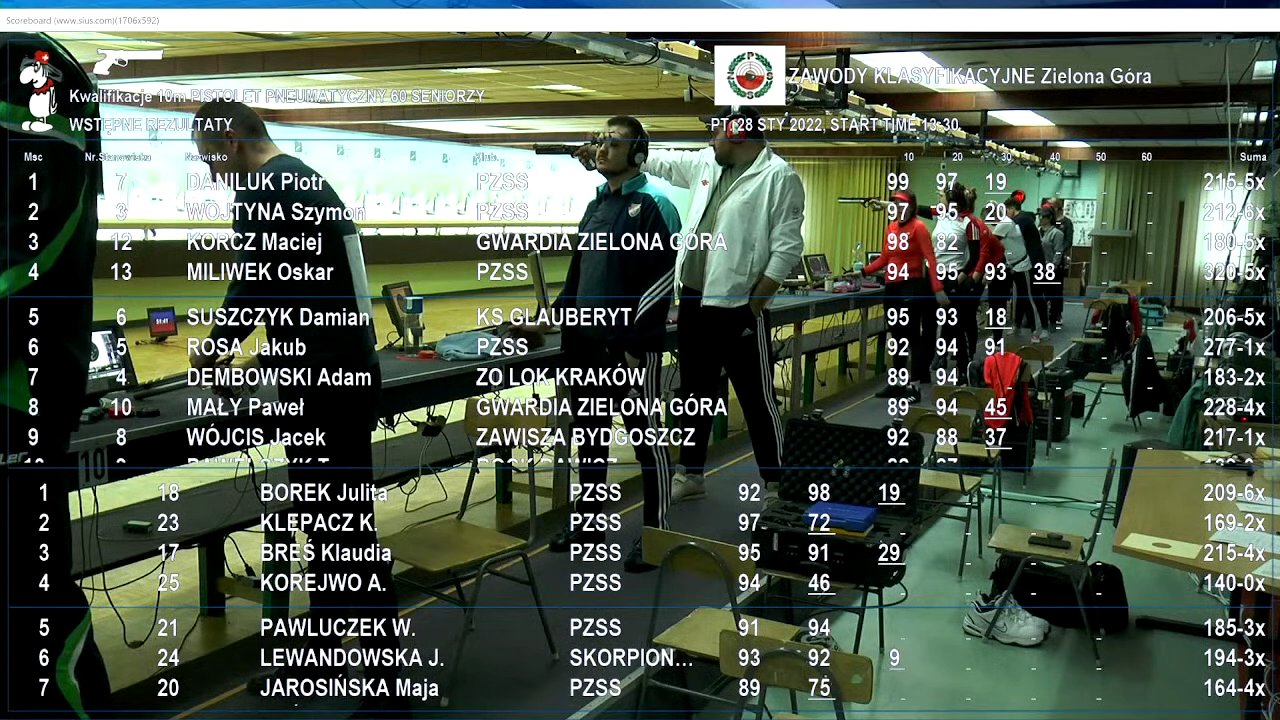 Scoreboard (www.sius.com)(1706x592)
ZAWODY KLASYFIKACYJNE Zielona Góra
Kwalifikacje 10m PISTOLET PNEUMATYCZNY 60 SENIORZY
WSTĘPNE REZULTATY PT. 28 STY 2022, START TIME 13:30
Msc Nr.Stanowiska Nazwisko Klub 10 20 30 40 50 60 Suma
1 7 DANILUK Piotr PZSS 99 97 19 215-5x
2 3 WOJTYNA Szymon PZSS 97 95 20 212-6x
3 12 KORCZ Maciej GWARDIA ZIELONA GÓRA 98 82 180-5x
4 13 MILIWEK Oskar PZSS 94 95 93 38 320-5x
5 6 SUSZCZYK Damian KS GLAUBERYT 95 93 18 206-5x
6 5 ROSA Jakub PZSS 92 94 91 277-1x
7 4 DEMBOWSKI Adam ZO LOK KRAKÓW 89 94 183-2x
8 10 MAŁY Paweł GWARDIA ZIELONA GÓRA 89 94 45 228-4x
9 8 WÓJCIS Jacek ZAWISZA BYDGOSZCZ 92 88 37 217-1x
10
1 18 BOREK Julita PZSS 92 98 19 209-6x
2 23 KLEPACZ K. PZSS 97 72 169-2x
3 17 BREŚ Klaudia PZSS 95 91 29 215-4x
4 25 KOREJWO A. PZSS 94 46 140-0x
5 21 PAWLUCZEK W. PZSS 91 94 185-3x
6 24 LEWANDOWSKA J. SKORPION... 93 92 9 194-3x
7 20 JAROSIŃSKA Maja PZSS 89 75 164-4x